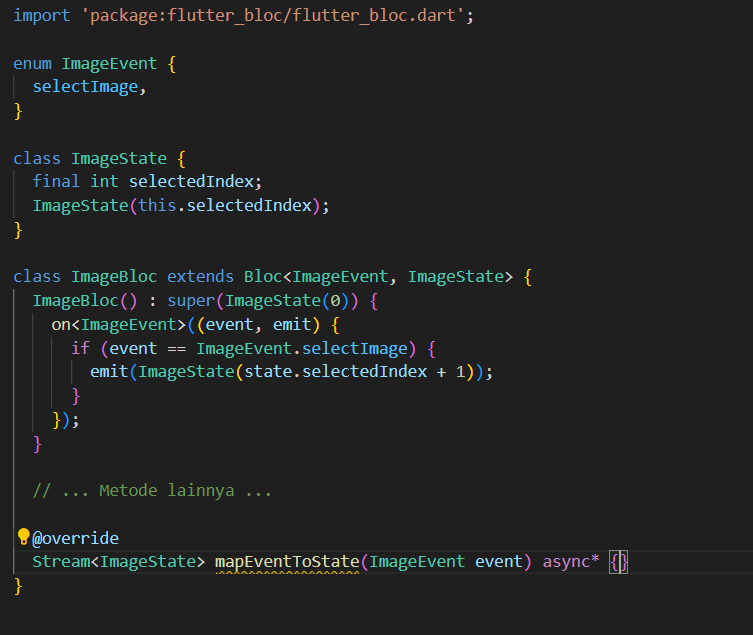 import 'package:flutter_bloc/flutter_bloc.dart';
enum ImageEvent {
selectImage,
}
class ImageState {
final int selectedIndex;
ImageState(this.selectedIndex);
}
class ImageBloc extends Bloc<ImageEvent, ImageState> {
ImageBloc() : super(ImageState(0)) {
on<ImageEvent>((event, emit) {
if (event == ImageEvent.selectImage) {
emit(ImageState(state.selectedIndex + 1));
}
});
}
// ... Metode lainnya ...
@override
Stream<ImageState> mapEventToState(ImageEvent event) async* {}
}